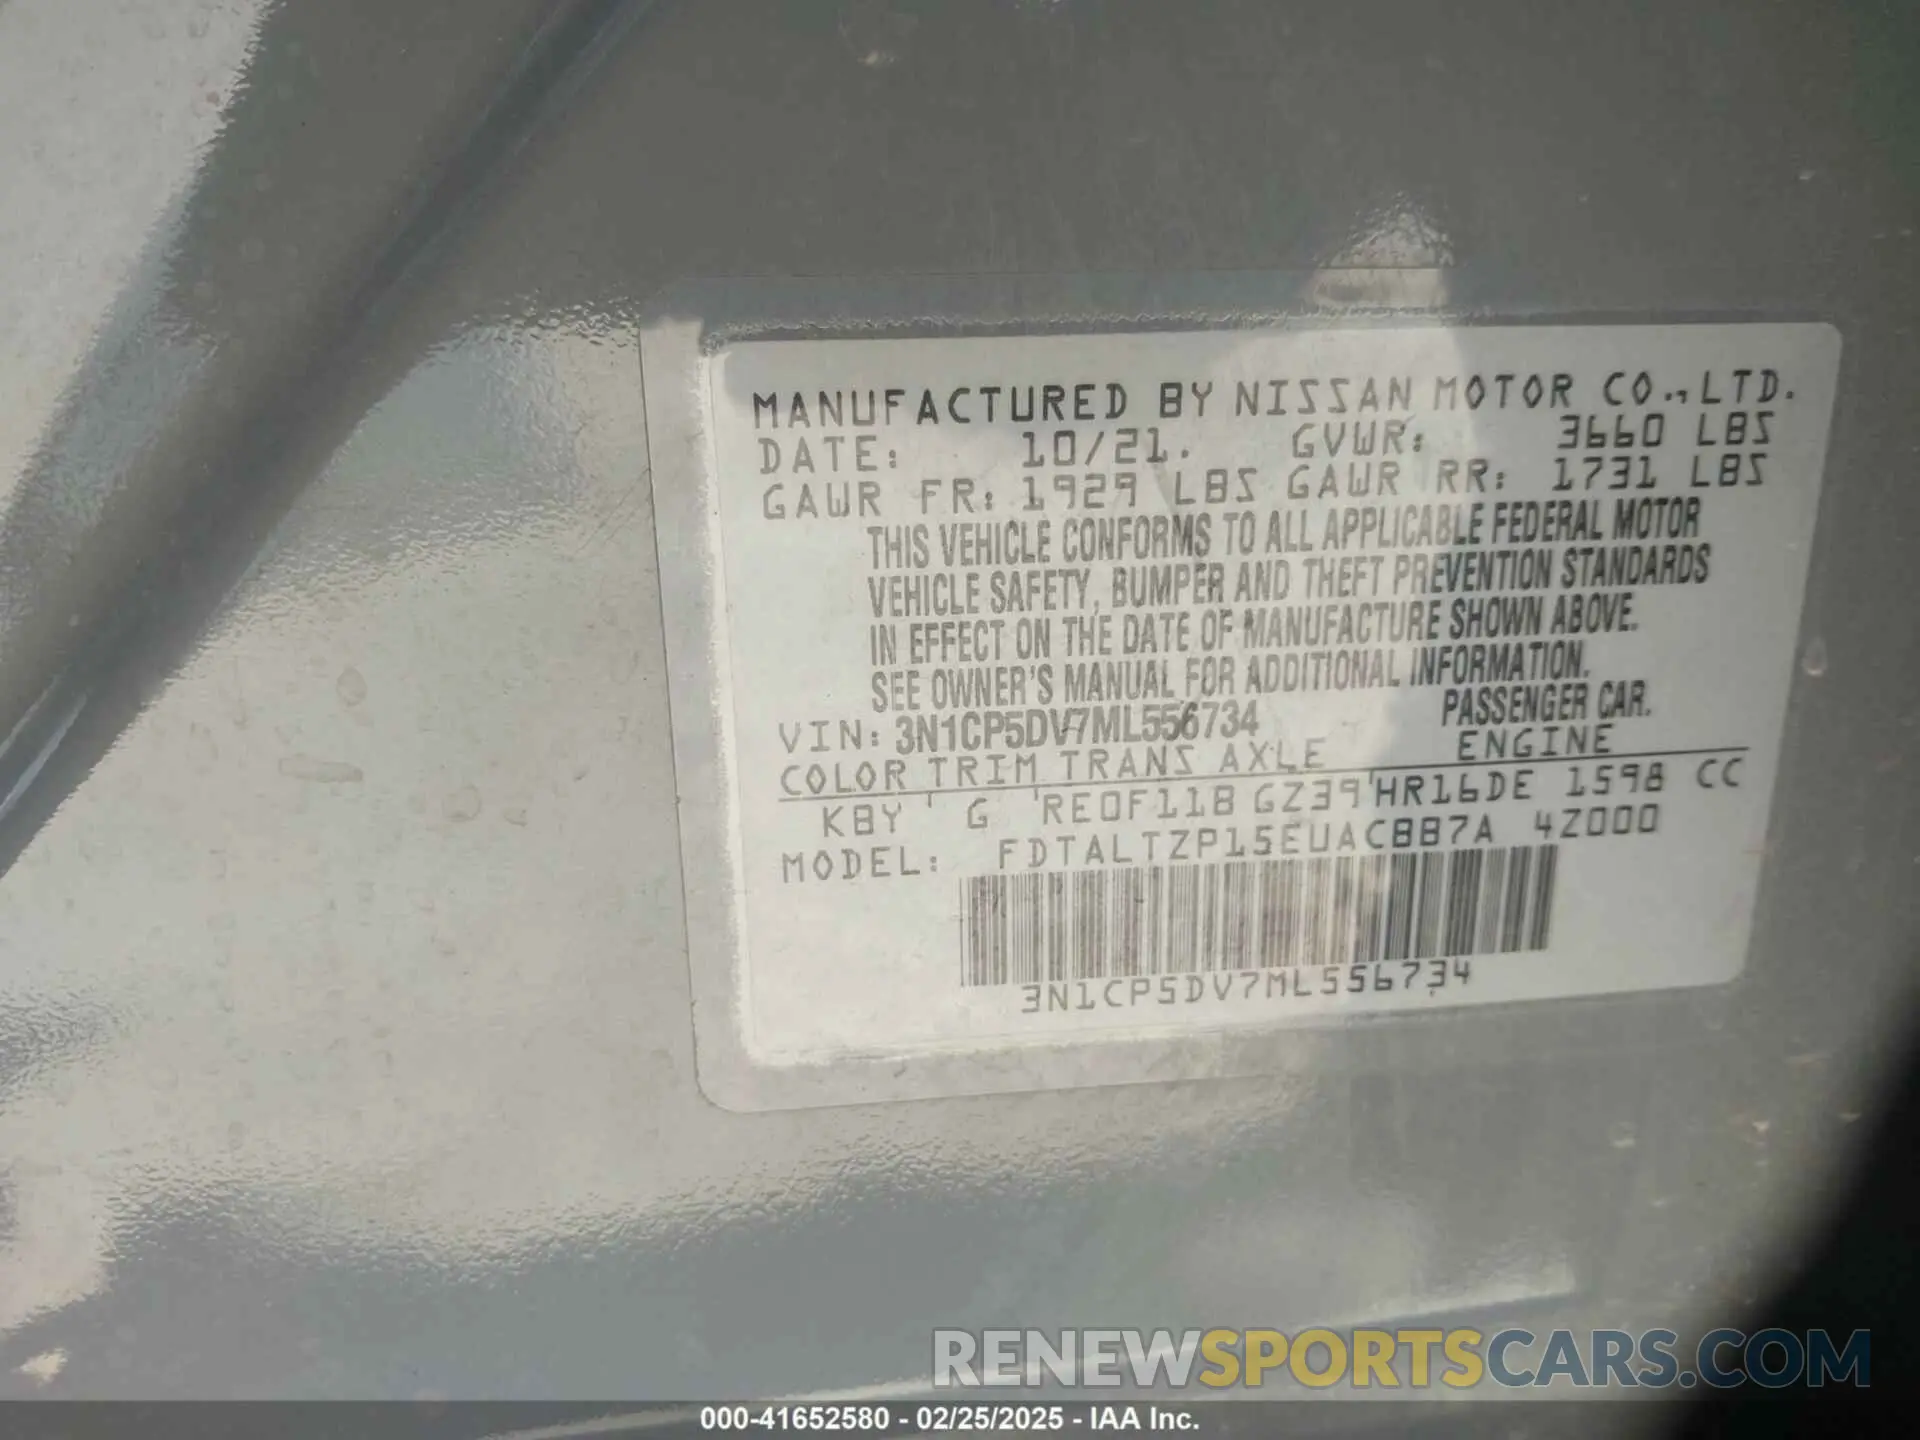 MANUFACTURED BY NISSAN MOTOR CO.,LTD.
DATE: 10/21. GVWR: 3660 LBS
GAWR FR: 1929 LBS GAWR RR: 1731 LBS
THIS VEHICLE CONFORMS TO ALL APPLICABLE FEDERAL MOTOR
VEHICLE SAFETY, BUMPER AND THEFT PREVENTION STANDARDS
IN EFFECT ON THE DATE OF MANUFACTURE SHOWN ABOVE.
SEE OWNER'S MANUAL FOR ADDITIONAL INFORMATION.
VIN: 3N1CP5DV7ML556734 PASSENGER CAR.
COLOR TRIM TRANS AXLE ENGINE
KBY G RE0F11B GZ39 HR16DE 1598 CC
MODEL: FDTALTZP15EUACBB7A 4Z000
3N1CP5DV7ML556734
RENEWSPORTSCARS.COM
000-41652580 - 02/25/2025 - IAA Inc.